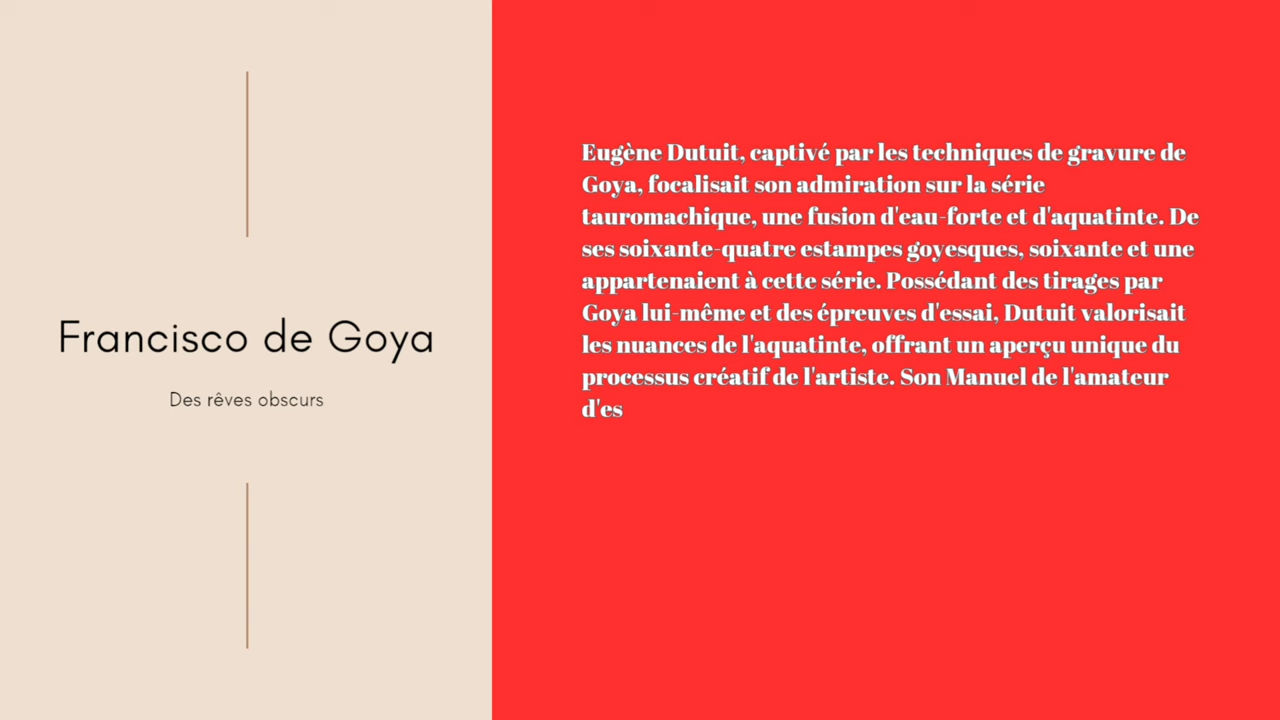 Francisco de Goya
Des rêves obscurs
Eugène Dutuit, captivé par les techniques de gravure de
Goya, focalisait son admiration sur la série
tauromachique, une fusion d'eau-forte et d'aquatinte. De
ses soixante-quatre estampes goyesques, soixante et une
appartenaient à cette série. Possédant des tirages par
Goya lui-même et des épreuves d'essai, Dutuit valorisait
les nuances de l'aquatinte, offrant un aperçu unique du
processus créatif de l'artiste. Son Manuel de l'amateur
d'es